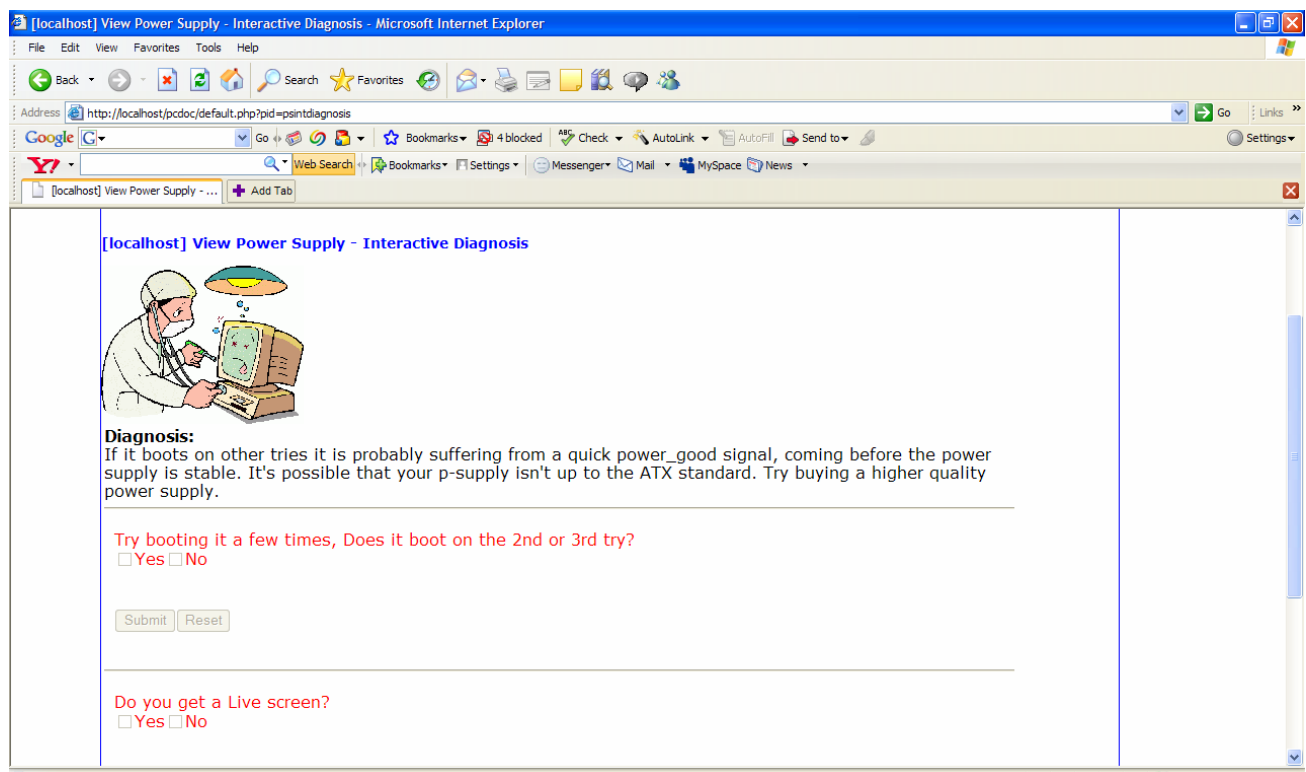 [localhost] View Power Supply - Interactive Diagnosis - Microsoft Internet Explorer
File Edit View Favorites Tools Help
Back Search Favorites
Address http://localhost/pcdoc/default.php?pid=psintdiagnosis Go Links »
Google G Go Bookmarks 4 blocked ABC Check AutoLink AutoFill Send to Settings
Y! Web Search Bookmarks Settings Messenger Mail MySpace News
[localhost] View Power Supply - ... Add Tab
[localhost] View Power Supply - Interactive Diagnosis
Diagnosis:
If it boots on other tries it is probably suffering from a quick power_good signal, coming before the power
supply is stable. It's possible that your p-supply isn't up to the ATX standard. Try buying a higher quality
power supply.
Try booting it a few times, Does it boot on the 2nd or 3rd try?
Yes No
Submit Reset
Do you get a Live screen?
Yes No